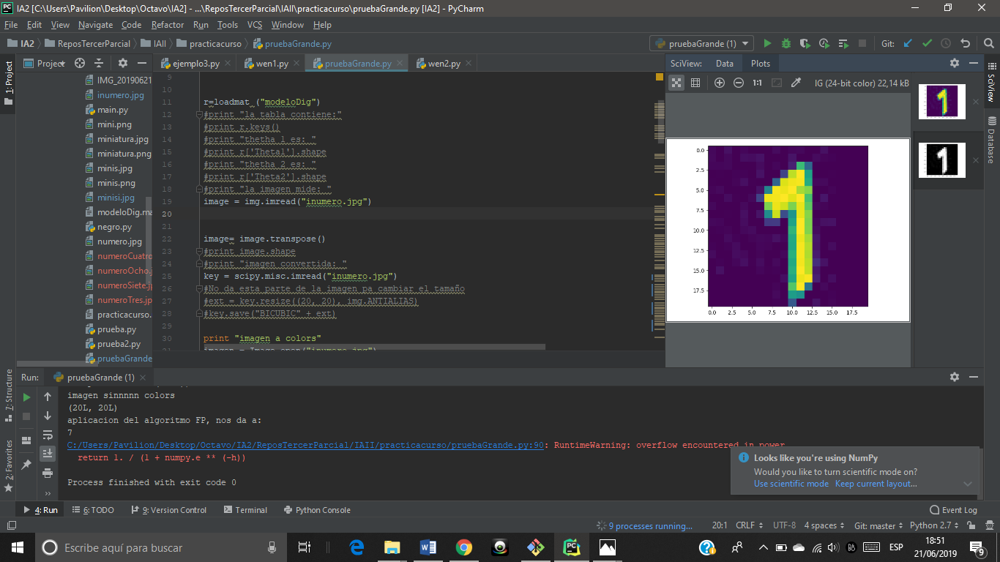 IA2 [C:\Users\Pavilion\Desktop\Octavo\IA2] - ...\ReposTercerParcial\IAII\practicacurso\pruebaGrande.py [IA2] - PyCharm
File Edit View Navigate Code Refactor Run Tools VCS Window Help
IA2 ReposTercerParcial IAII practicacurso pruebaGrande.py
pruebaGrande (1) Git:
1: Project
Project
ejemplo3.py wen1.py pruebaGrande.py wen2.py
SciView: Data Plots
SciView
Database
1:1 IG (24-bit color) 22,14 kB
IMG_20190621
inumero.jpg
main.py
mini.png
miniatura.jpg
miniatura.png
minis.jpg
minis.png
minisi.jpg
modeloDig.ma
negro.py
numero.jpg
numeroCuatro
numeroOcho.j
numeroSiete.j
numeroTres.jp
practicacurso.
prueba.py
prueba2.py
pruebaGrande
9
10
11 r=loadmat ("modeloDig")
12 #print "la tabla contiene:"
13 #print r.keys()
14 #print "thetha 1 es: "
15 #print r['Theta1'].shape
16 #print "thetha 2 es: "
17 #print r['Theta2'].shape
18 #print "la imagen mide: "
19 image = img.imread("inumero.jpg")
20
21
22 image= image.transpose()
23 #print image.shape
24 #print "imagen convertida: "
25 key = scipy.misc.imread("inumero.jpg")
26 #No da esta parte de la imagen pa cambiar el tamaño
27 #ext = key.resize((20, 20), img.ANTIALIAS)
28 #key.save("BICUBIC" + ext)
29
30 print "imagen a colors"
31 imagen = Image.open("inumero.jpg")
0.0
2.5
5.0
7.5
10.0
12.5
15.0
17.5
0.0 2.5 5.0 7.5 10.0 12.5 15.0 17.5
Run: pruebaGrande (1)
7: Structure
2: Favorites
imagen sinnnnn colors
(20L, 20L)
aplicacion del algoritmo FP, nos da a:
7
C:/Users/Pavilion/Desktop/Octavo/IA2/ReposTercerParcial/IAII/practicacurso/pruebaGrande.py:90: RuntimeWarning: overflow encountered in power
return 1. / (1 + numpy.e ** (-h))
Process finished with exit code 0
Looks like you're using NumPy
Would you like to turn scientific mode on?
Use scientific mode Keep current layout...
4: Run 6: TODO 9: Version Control Terminal Python Console Event Log
9 processes running... 20:1 CRLF UTF-8 4 spaces Git: master Python 2.7
Escribe aquí para buscar
ESP
18:51
21/06/2019
9